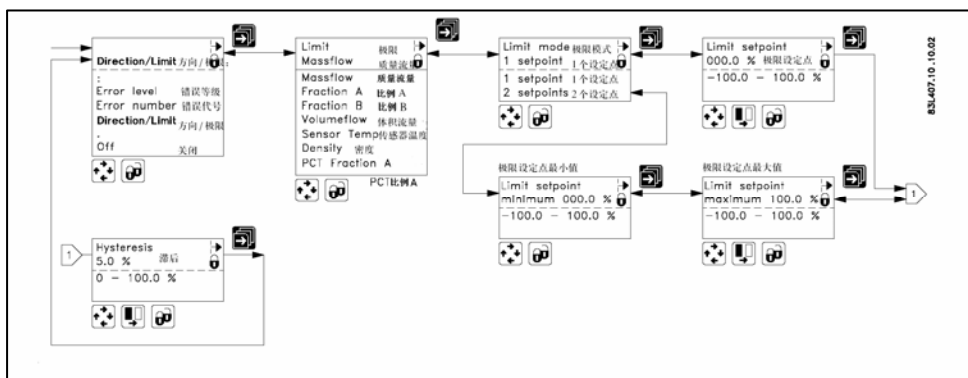 Direction/Limit 方向/极限:
:
Error level 错误等级
Error number 错误代号
Direction/Limit 方向/极限
.
Off 关闭
Limit 极限
Massflow 质量流量
Massflow 质量流量
Fraction A 比例 A
Fraction B 比例 B
Volumeflow 体积流量
Sensor Temp 传感器温度
Density 密度
PCT Fraction A
PCT比例A
Limit mode 极限模式
1 setpoint 1个设定点
1 setpoint 1个设定点
2 setpoints 2个设定点
Limit setpoint
000.0 % 极限设定点
-100.0 - 100.0 %
83L407.10.10.02
极限设定点最小值
Limit setpoint
minimum 000.0 %
-100.0 - 100.0 %
极限设定点最大值
Limit setpoint
maximum 100.0 %
-100.0 - 100.0 %
1
1
Hysteresis
5.0 % 滞后
0 - 100.0 %